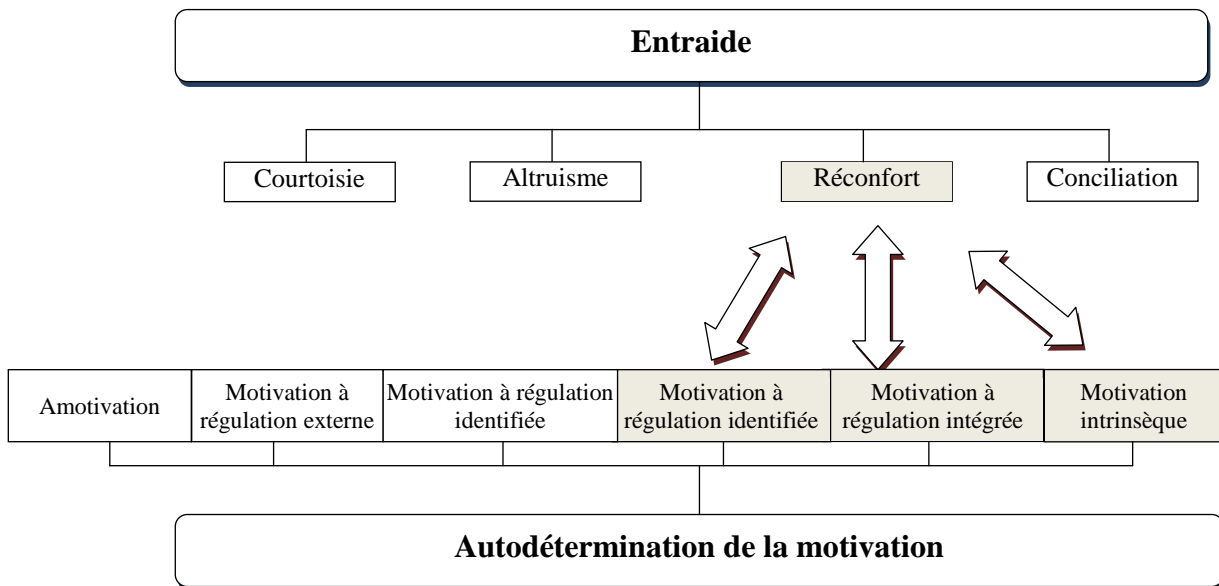 Entraide
Courtoisie
Altruisme
Réconfort
Conciliation
Amotivation
Motivation à
régulation externe
Motivation à régulation
identifiée
Motivation à
régulation identifiée
Motivation à
régulation intégrée
Motivation
intrinsèque
Autodétermination de la motivation